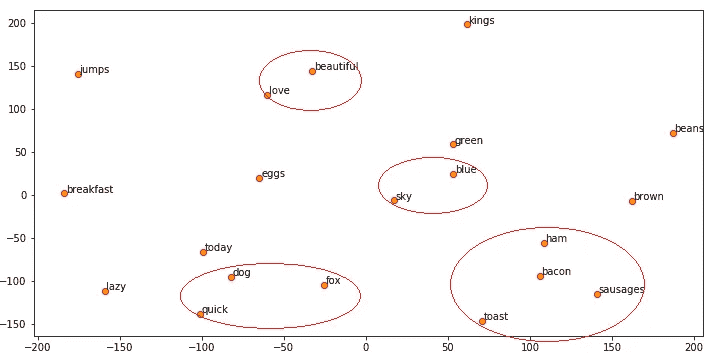 200
150
100
50
0
−50
−100
−150
kings
jumps
beautiful
love
beans
green
eggs
blue
breakfast
sky
brown
today
ham
dog
bacon
lazy
fox
sausages
quick
toast
−200 −150 −100 −50 0 50 100 150 200